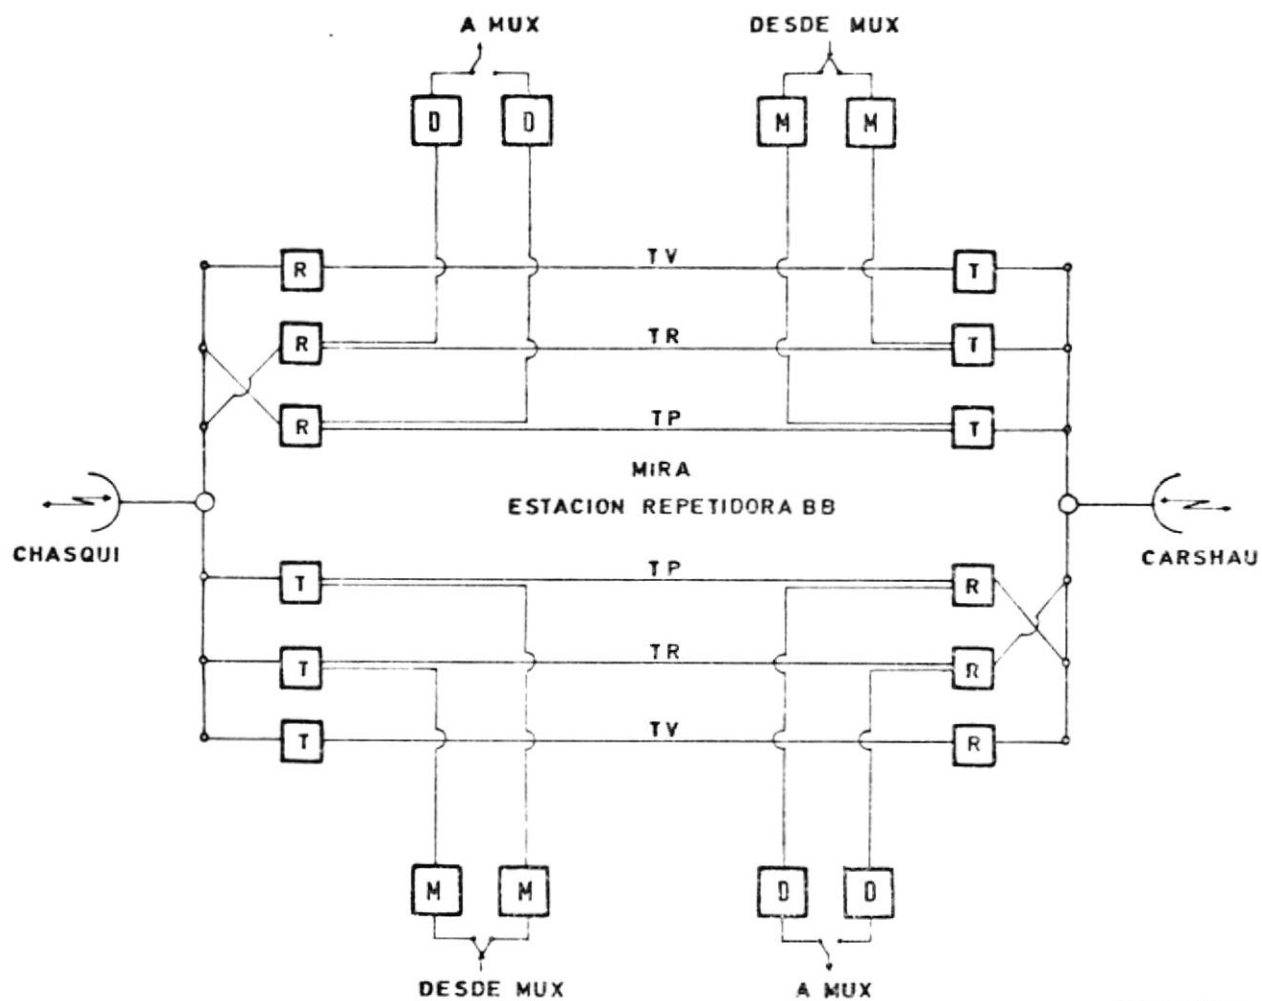 A MUX
DESDE MUX
D
D
M
M
R
TV
T
R
TR
T
R
TP
T
MIRA
ESTACION REPETIDORA BB
CHASQUI
CARSHAU
T
TP
R
T
TR
R
T
TV
R
M
M
D
D
DESDE MUX
A MUX